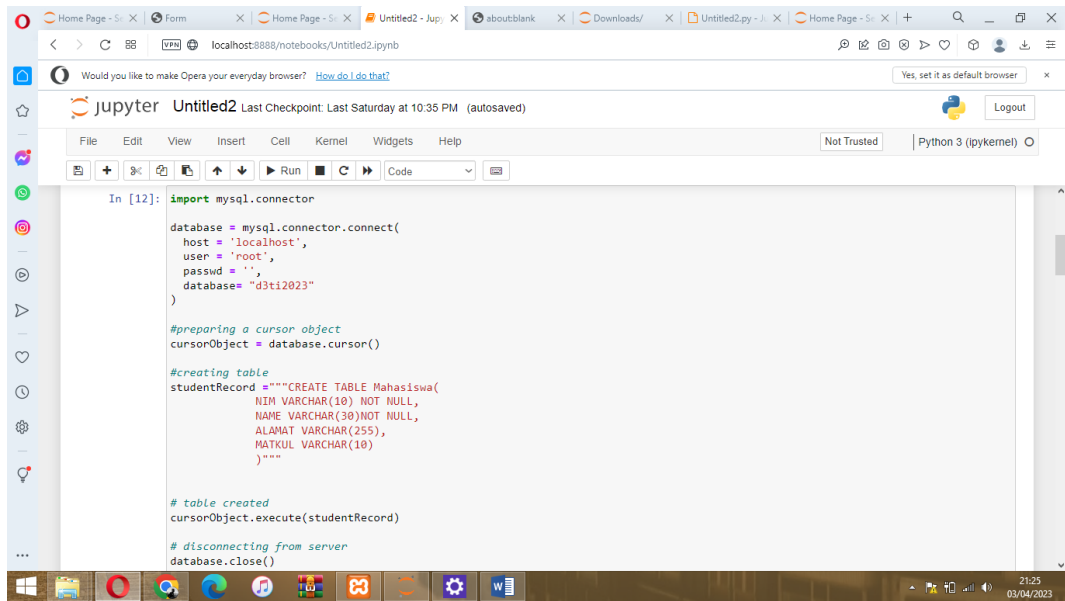 Home Page - Se
Form
Home Page - Se
Untitled2 - Jupy
about:blank
Downloads/
Untitled2.py - Ju
Home Page - Se
VPN
localhost:8888/notebooks/Untitled2.ipynb
Would you like to make Opera your everyday browser? How do I do that?
Yes, set it as default browser
jupyter Untitled2 Last Checkpoint: Last Saturday at 10:35 PM (autosaved)
Logout
File Edit View Insert Cell Kernel Widgets Help
Not Trusted
Python 3 (ipykernel)
Run
Code
In [12]: import mysql.connector
database = mysql.connector.connect(
host = 'localhost',
user = 'root',
passwd = '',
database= "d3ti2023"
)
#preparing a cursor object
cursorObject = database.cursor()
#creating table
studentRecord ="""CREATE TABLE Mahasiswa(
NIM VARCHAR(10) NOT NULL,
NAME VARCHAR(30)NOT NULL,
ALAMAT VARCHAR(255),
MATKUL VARCHAR(10)
)"""
# table created
cursorObject.execute(studentRecord)
# disconnecting from server
database.close()
21:25
03/04/2023